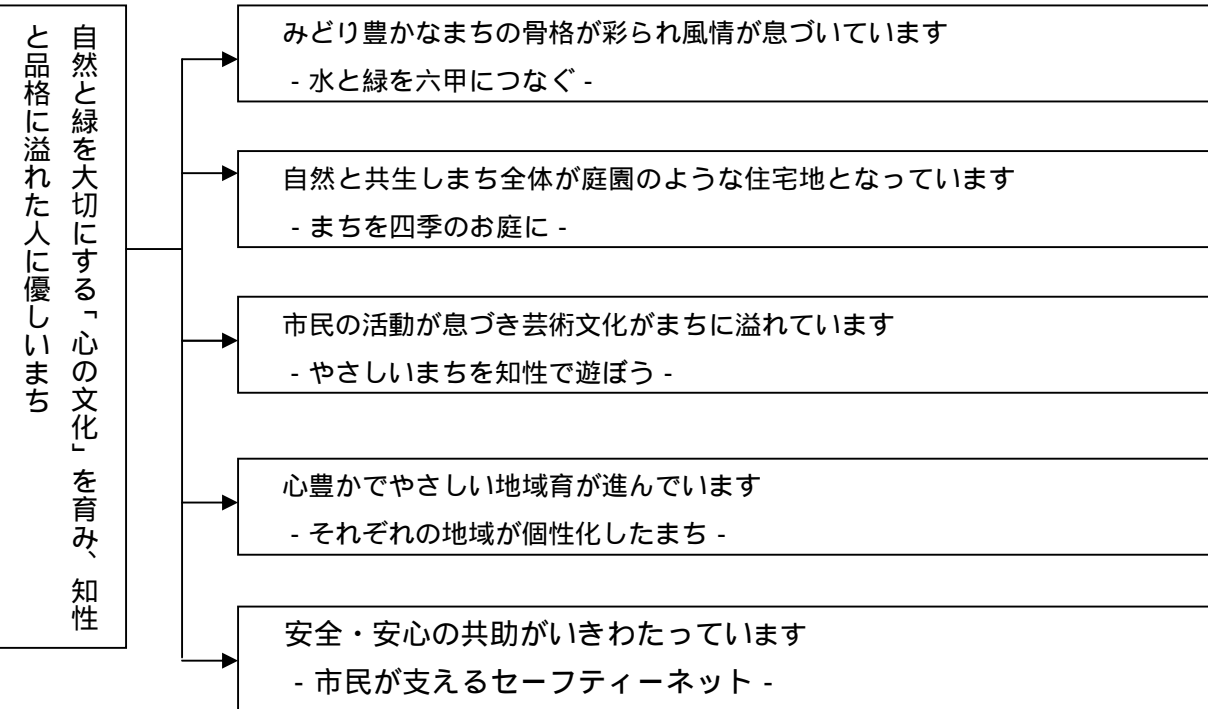 自然と緑を大切にする「心の文化」を育み、知性
と品格に溢れた人に優しいまち
みどり豊かなまちの骨格が彩られ風情が息づいています
- 水と緑を六甲につなぐ -
自然と共生しまち全体が庭園のような住宅地となっています
- まちを四季のお庭に -
市民の活動が息づき芸術文化がまちに溢れています
- やさしいまちを知性で遊ぼう -
心豊かでやさしい地域育が進んでいます
- それぞれの地域が個性化したまち -
安全・安心の共助がいきわたっています
- 市民が支えるセーフティーネット -